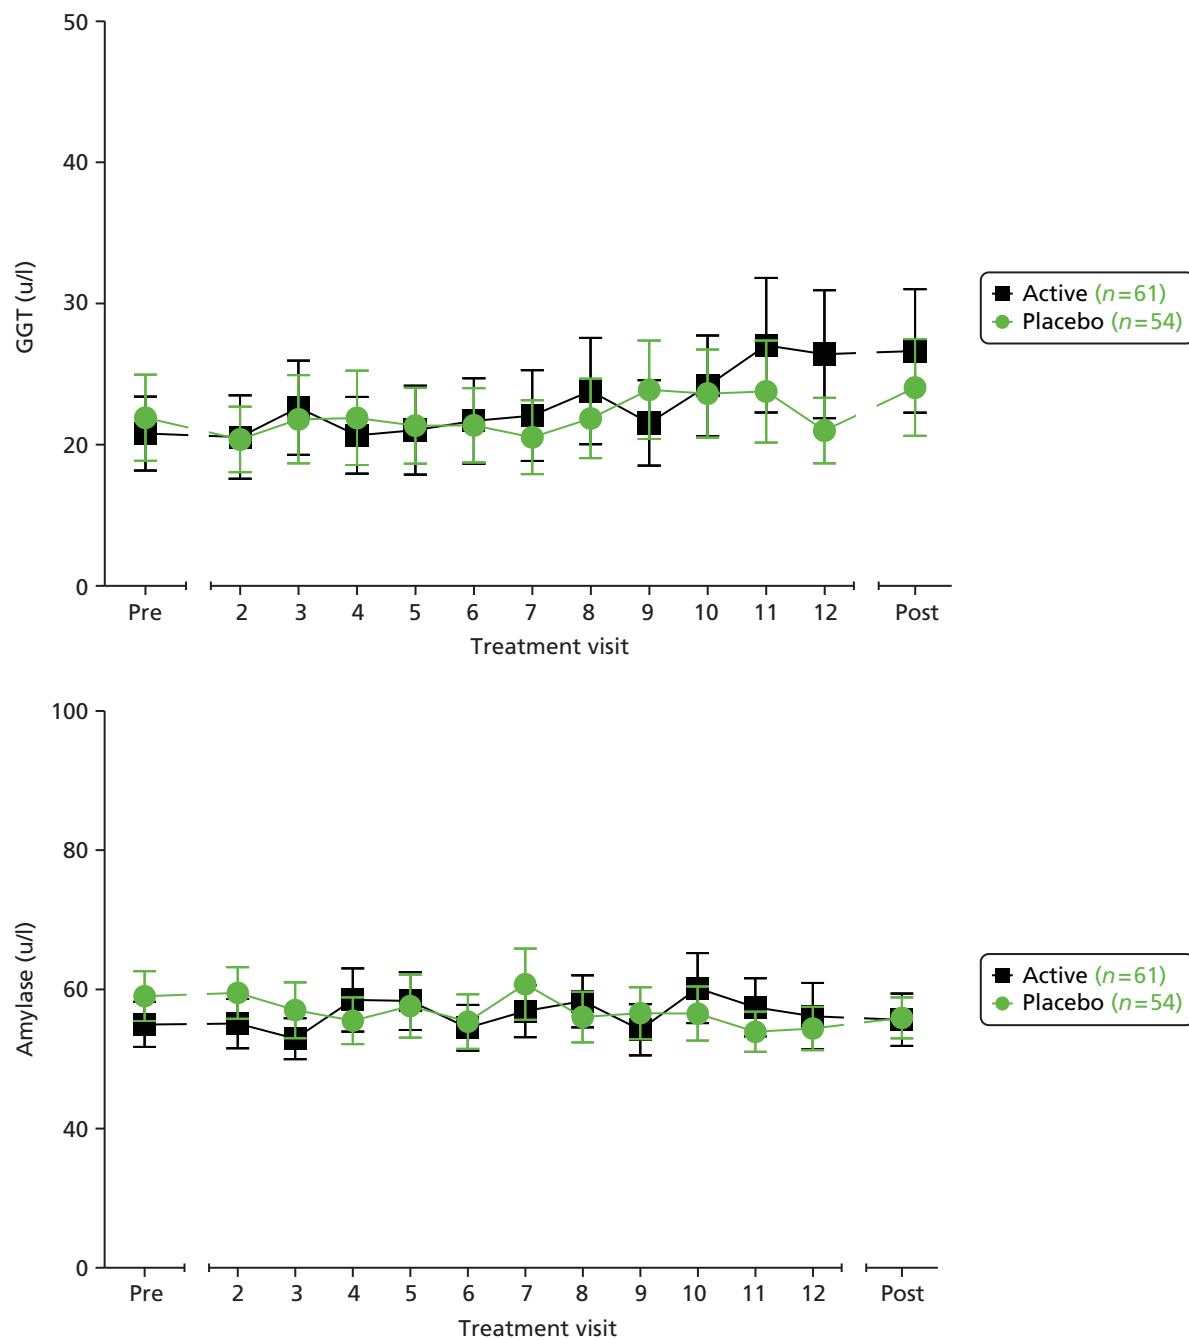 50
40
30
20
0
GGT (u/l)
Pre 2 3 4 5 6 7 8 9 10 11 12 Post
Treatment visit
Active (n=61)
Placebo (n=54)
100
80
60
40
0
Amylase (u/l)
Pre 2 3 4 5 6 7 8 9 10 11 12 Post
Treatment visit
Active (n=61)
Placebo (n=54)